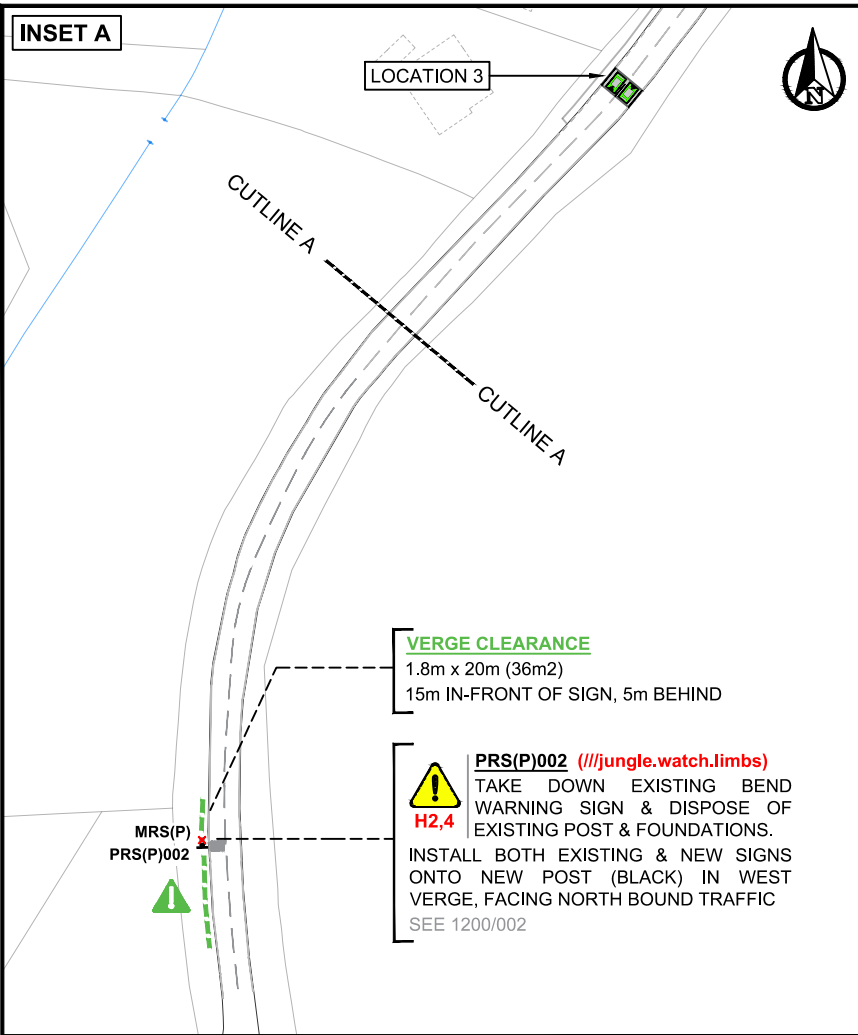 INSET A
LOCATION 3
N
CUTLINE A
CUTLINE A
VERGE CLEARANCE
1.8m x 20m (36m2)
15m IN-FRONT OF SIGN, 5m BEHIND
PRS(P)002 (///jungle.watch.limbs)
TAKE DOWN EXISTING BEND
WARNING SIGN & DISPOSE OF
EXISTING POST & FOUNDATIONS.
H2,4
INSTALL BOTH EXISTING & NEW SIGNS
ONTO NEW POST (BLACK) IN WEST
VERGE, FACING NORTH BOUND TRAFFIC
SEE 1200/002
MRS(P)
PRS(P)002